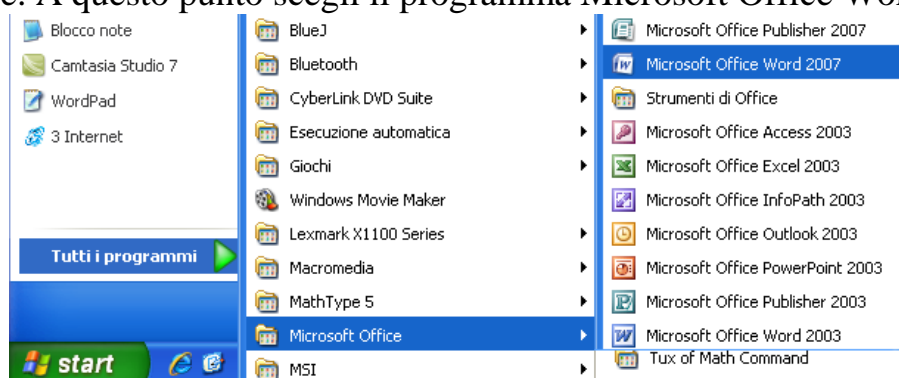 e. A questo punto scegli il programma Microsoft Office Wo
Blocco note
Camtasia Studio 7
WordPad
3 Internet
Tutti i programmi
start
BlueJ
Bluetooth
CyberLink DVD Suite
Esecuzione automatica
Giochi
Windows Movie Maker
Lexmark X1100 Series
Macromedia
MathType 5
Microsoft Office
MSI
Microsoft Office Publisher 2007
Microsoft Office Word 2007
Strumenti di Office
Microsoft Office Access 2003
Microsoft Office Excel 2003
Microsoft Office InfoPath 2003
Microsoft Office Outlook 2003
Microsoft Office PowerPoint 2003
Microsoft Office Publisher 2003
Microsoft Office Word 2003
Tux of Math Command